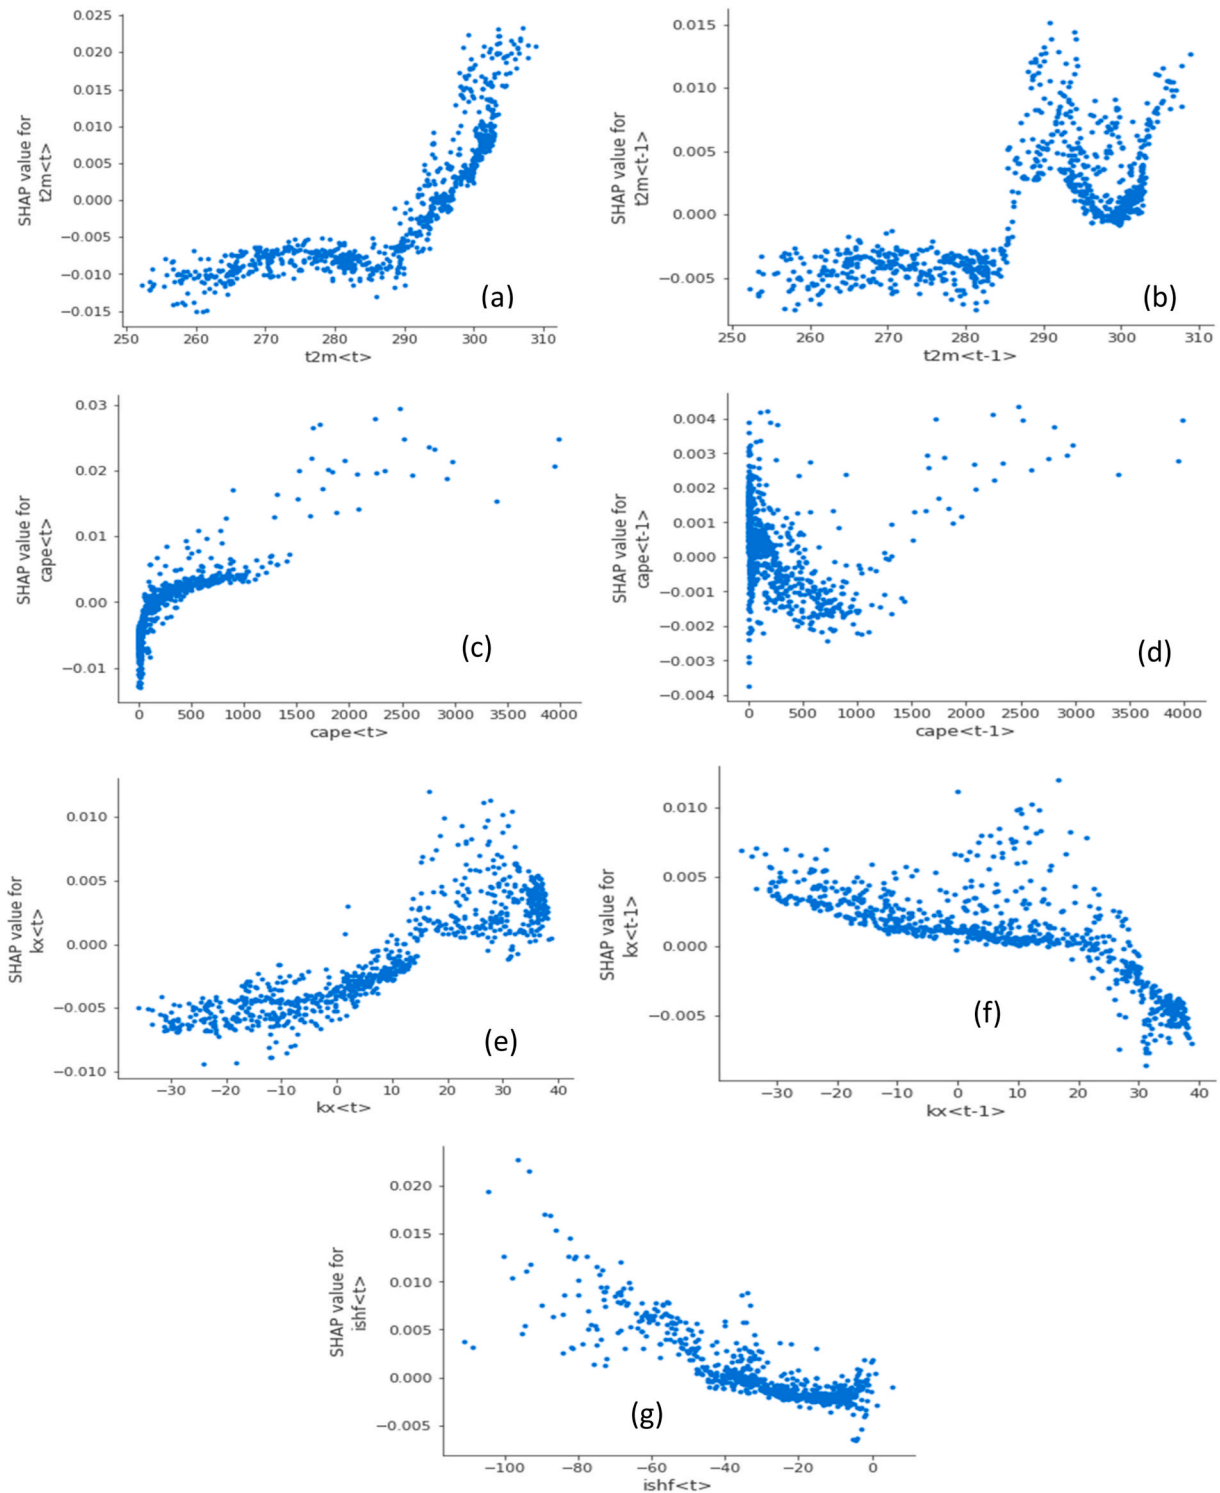 0.025
0.020
0.015
0.010
0.005
0.000
−0.005
−0.010
−0.015
SHAP value for
t2m<t>
(a)
250 260 270 280 290 300 310
t2m<t>
0.015
0.010
0.005
0.000
−0.005
SHAP value for
t2m<t-1>
(b)
250 260 270 280 290 300 310
t2m<t-1>
0.03
0.02
0.01
0.00
−0.01
SHAP value for
cape<t>
(c)
0 500 1000 1500 2000 2500 3000 3500 4000
cape<t>
0.004
0.003
0.002
0.001
0.000
−0.001
−0.002
−0.003
−0.004
SHAP value for
cape<t-1>
(d)
0 500 1000 1500 2000 2500 3000 3500 4000
cape<t-1>
0.010
0.005
0.000
−0.005
−0.010
SHAP value for
kx<t>
(e)
−30 −20 −10 0 10 20 30 40
kx<t>
0.010
0.005
0.000
−0.005
SHAP value for
kx<t-1>
(f)
−30 −20 −10 0 10 20 30 40
kx<t-1>
0.020
0.015
0.010
0.005
0.000
−0.005
SHAP value for
ishf<t>
(g)
−100 −80 −60 −40 −20 0
ishf<t>